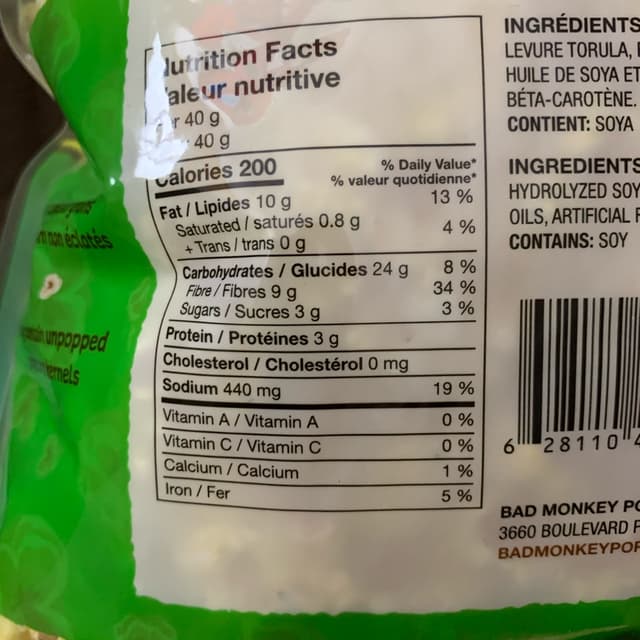 Nutrition Facts
Valeur nutritive
40 g
40 g
Calories 200
% Daily Value*
% valeur quotidienne*
Fat / Lipides 10 g 13 %
Saturated / saturés 0.8 g
+ Trans / trans 0 g 4 %
Carbohydrates / Glucides 24 g 8 %
Fibre / Fibres 9 g 34 %
Sugars / Sucres 3 g 3 %
Protein / Protéines 3 g
Cholesterol / Cholestérol 0 mg
Sodium 440 mg 19 %
Vitamin A / Vitamin A 0 %
Vitamin C / Vitamin C 0 %
Calcium / Calcium 1 %
Iron / Fer 5 %
INGRÉDIENTS
LEVURE TORULA,
HUILE DE SOYA ET
BÉTA-CAROTÈNE.
CONTIENT: SOYA
INGREDIENTS
HYDROLYZED SOY
OILS, ARTIFICIAL
CONTAINS: SOY
6 28110
BAD MONKEY
3660 BOULEVARD
BADMONKEYPOP
non éclatés
unpopped
kernels